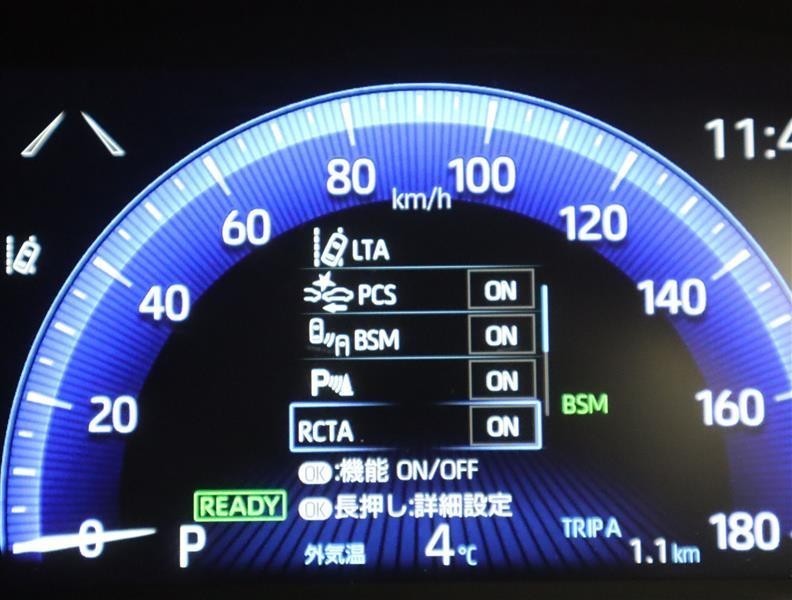 11:4
80 km/h 100
60 120
LTA
40 PCS ON 140
BSM ON
P ON
20 BSM 160
RCTA ON
OK:機能 ON/OFF
READY OK長押し:詳細設定
0 P 外気温 4℃ TRIP A 1.1km 180